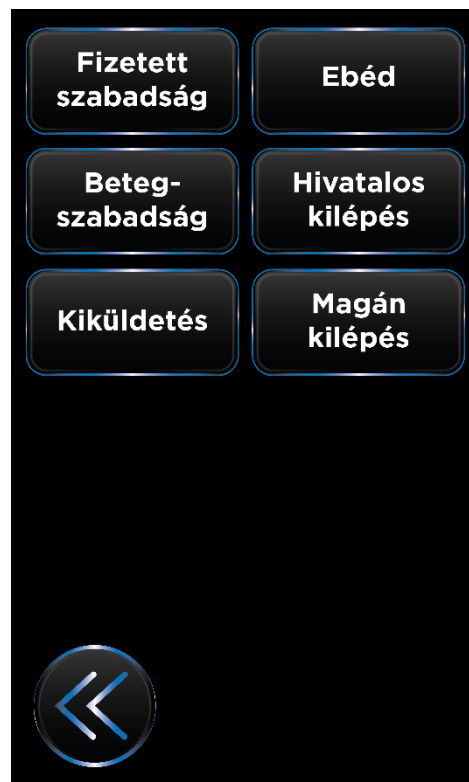 Fizetett
szabadság
Ebéd
Beteg-
szabadság
Hivatalos
kilépés
Kiküldetés
Magán
kilépés